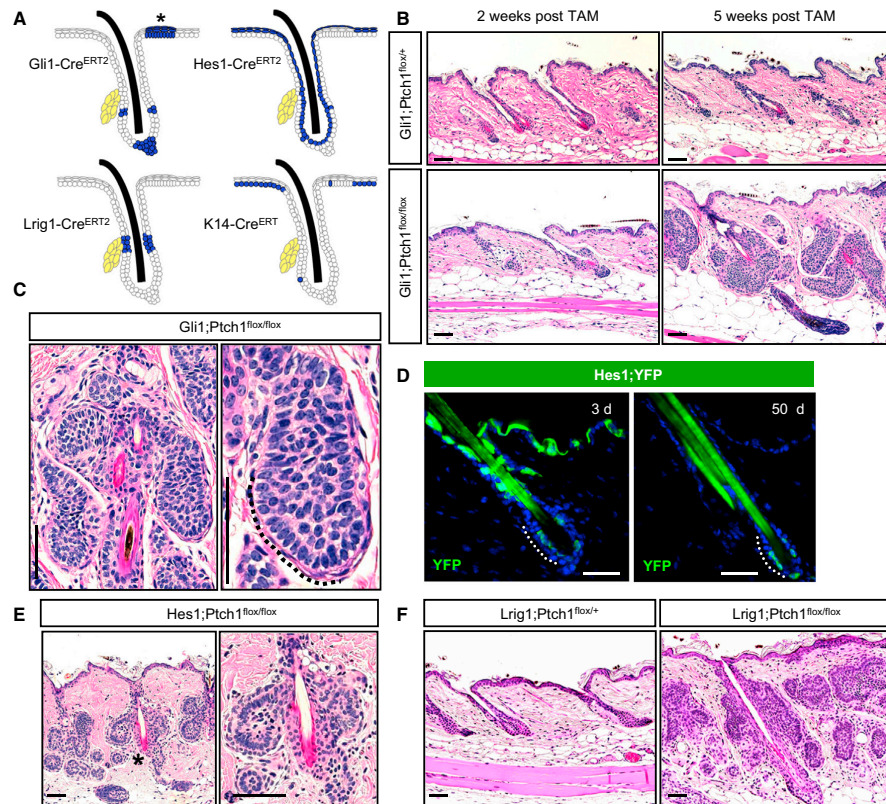 A
*
Gli1-CreERT2
Hes1-CreERT2
Lrig1-CreERT2
K14-CreERT
B
2 weeks post TAM
5 weeks post TAM
Gli1;Ptch1flox/+
Gli1;Ptch1flox/flox
C
Gli1;Ptch1flox/flox
D
Hes1;YFP
3 d
50 d
YFP
YFP
E
Hes1;Ptch1flox/flox
*
F
Lrig1;Ptch1flox/+
Lrig1;Ptch1flox/flox